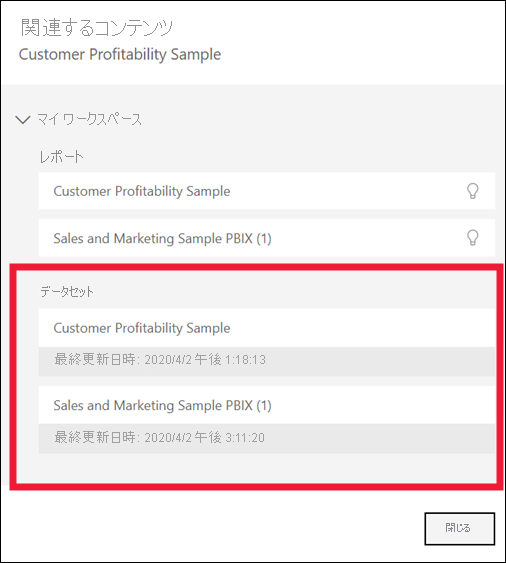 関連するコンテンツ
Customer Profitability Sample
マイ ワークスペース
レポート
Customer Profitability Sample
Sales and Marketing Sample PBIX (1)
データセット
Customer Profitability Sample
最終更新日時: 2020/4/2 午後 1:18:13
Sales and Marketing Sample PBIX (1)
最終更新日時: 2020/4/2 午後 3:11:20
閉じる